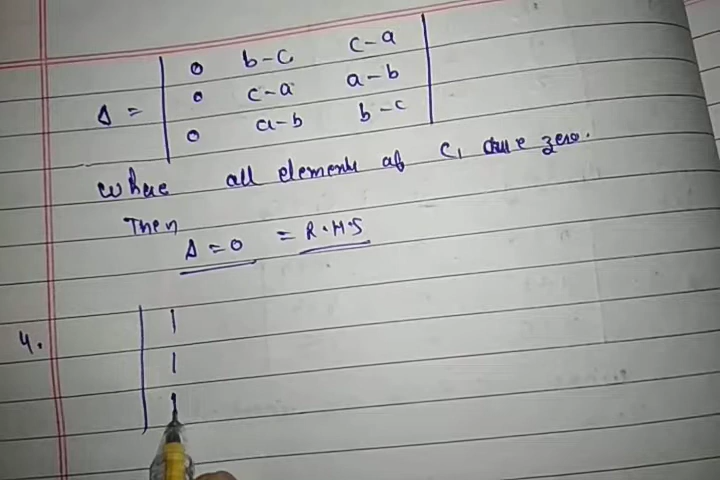 0 b-c c-a
Δ = 0 c-a a-b
0 a-b b-c
Where all elements of C₁ are zero.
Then
Δ = 0 = R.H.S
4. 1
1
1